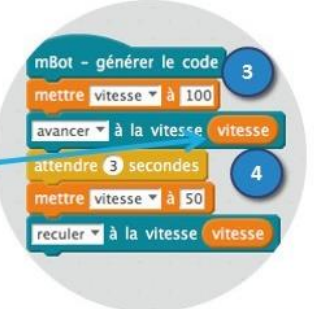 mBot - générer le code
3
mettre vitesse à 100
avancer à la vitesse vitesse
attendre 3 secondes
4
mettre vitesse à 50
reculer à la vitesse vitesse